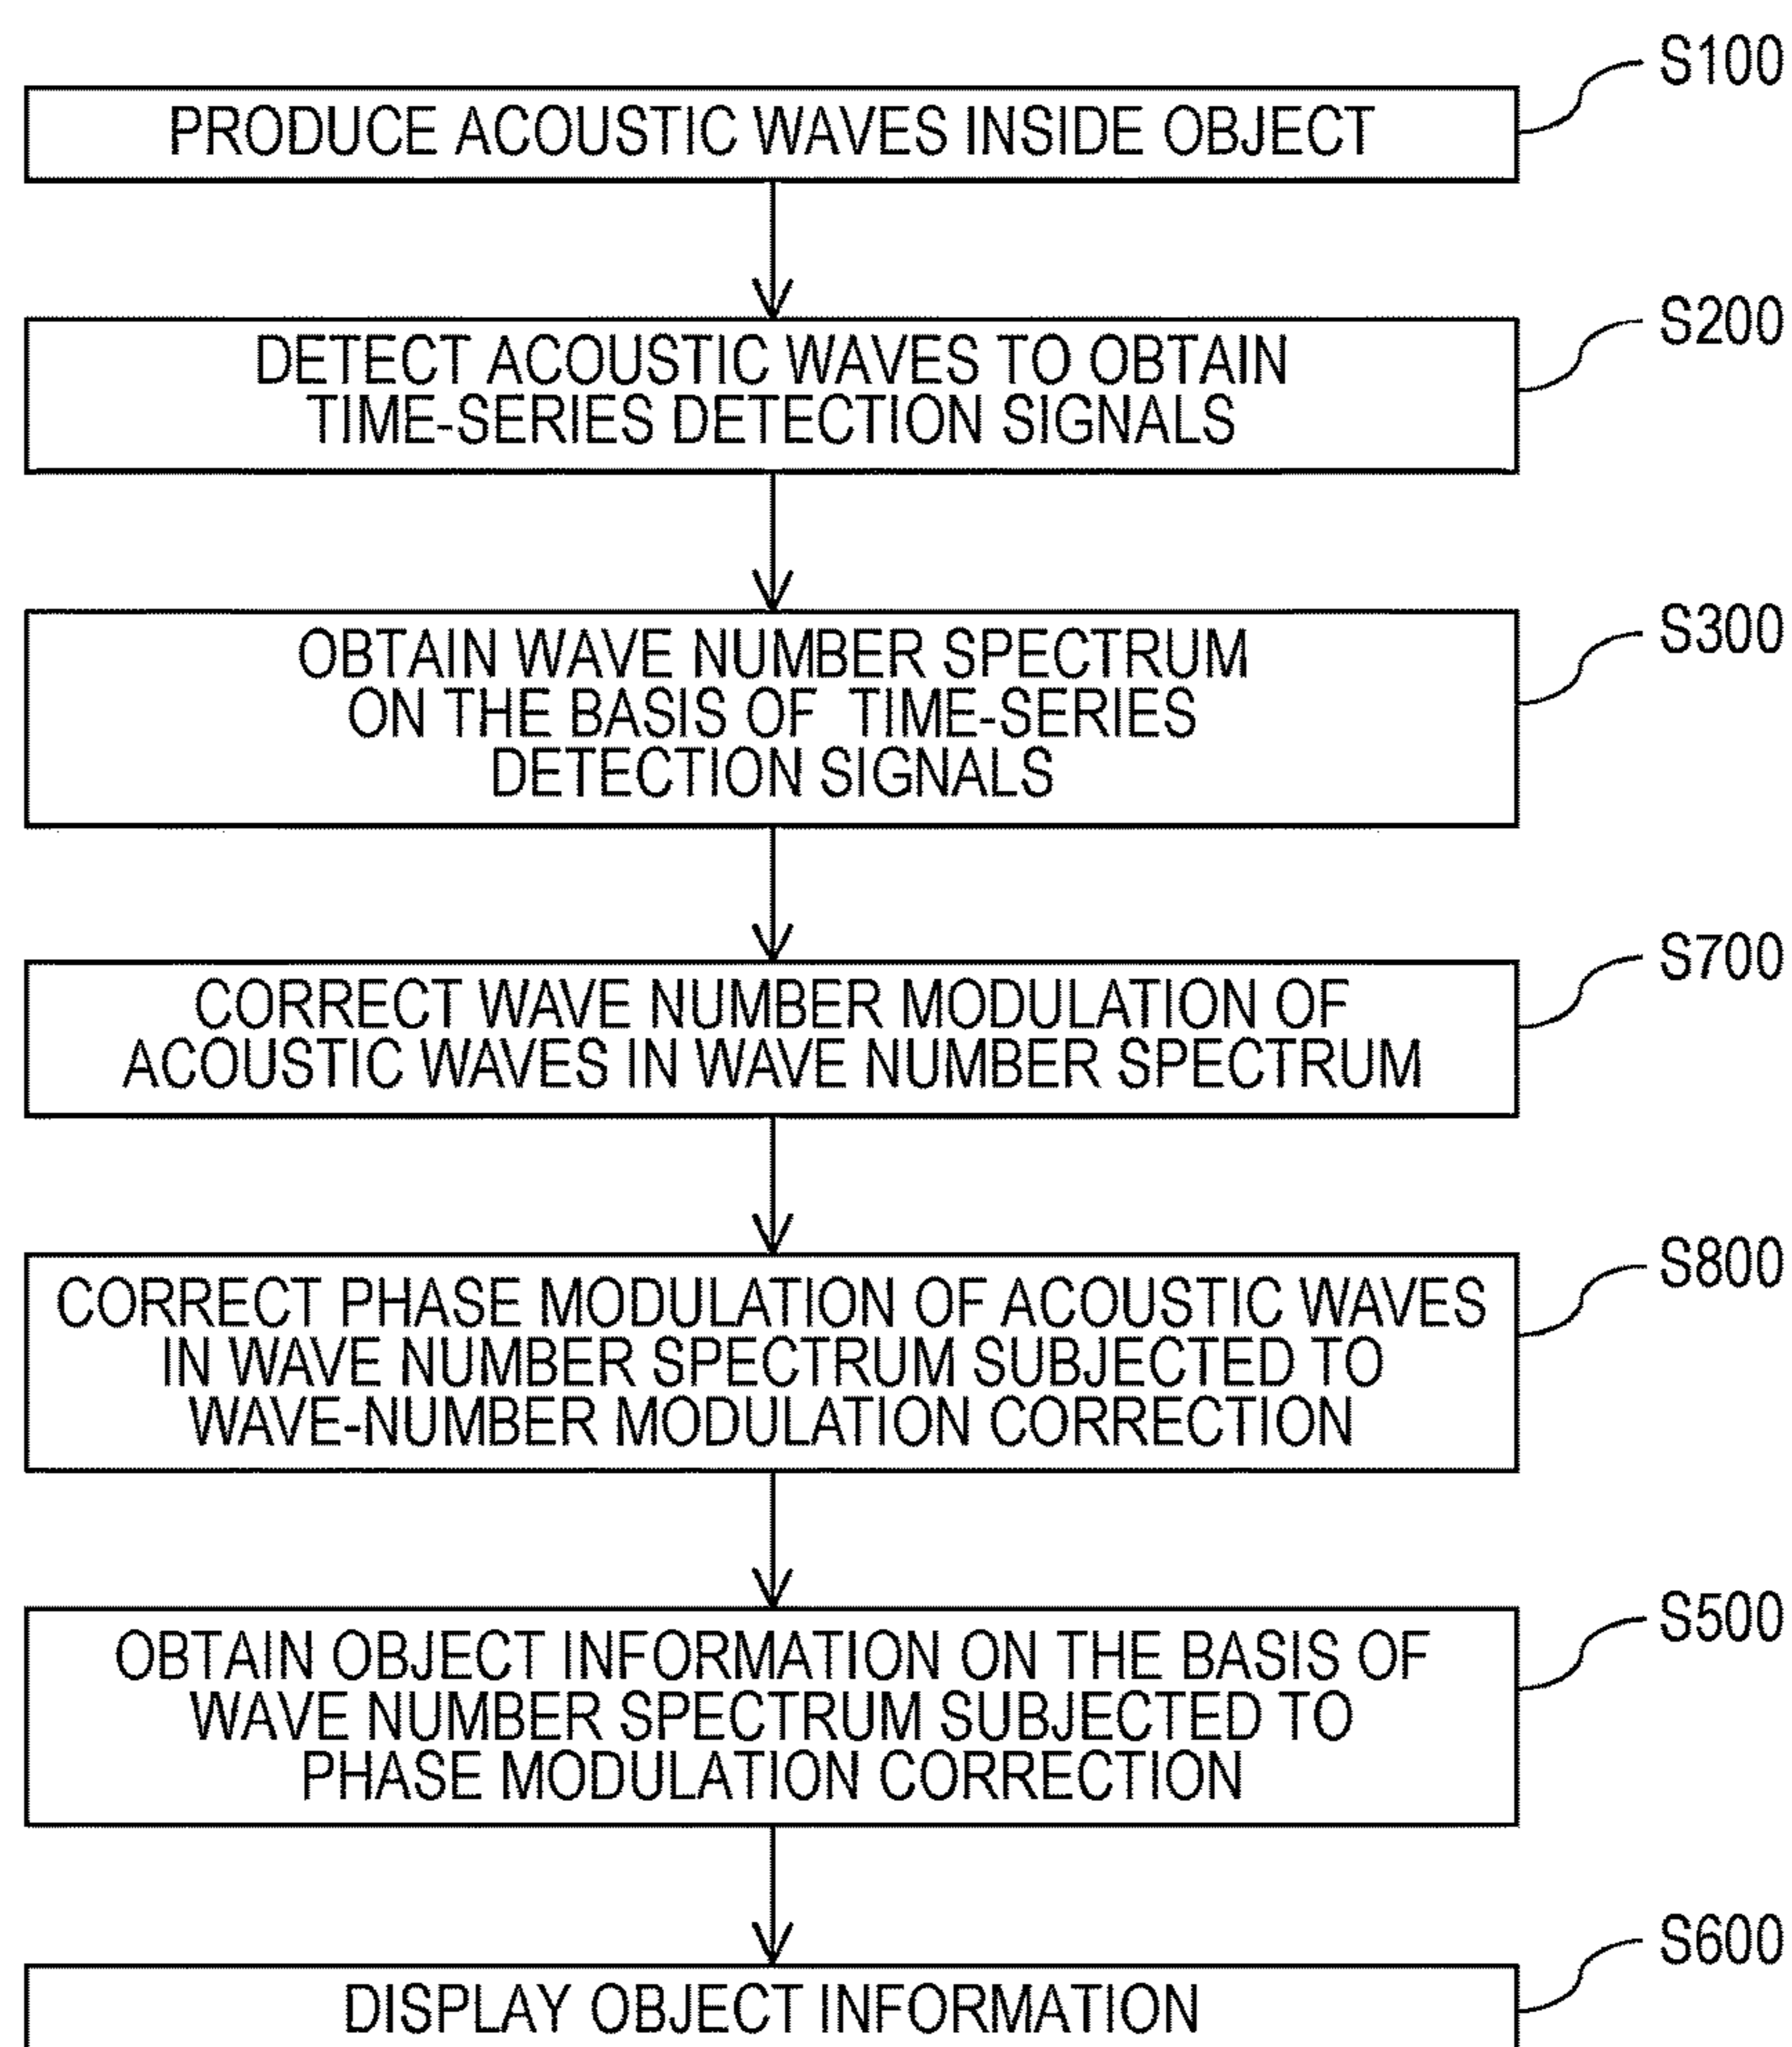 S100
PRODUCE ACOUSTIC WAVES INSIDE OBJECT
S200
DETECT ACOUSTIC WAVES TO OBTAIN
TIME-SERIES DETECTION SIGNALS
S300
OBTAIN WAVE NUMBER SPECTRUM
ON THE BASIS OF TIME-SERIES
DETECTION SIGNALS
S700
CORRECT WAVE NUMBER MODULATION OF
ACOUSTIC WAVES IN WAVE NUMBER SPECTRUM
S800
CORRECT PHASE MODULATION OF ACOUSTIC WAVES
IN WAVE NUMBER SPECTRUM SUBJECTED TO
WAVE-NUMBER MODULATION CORRECTION
S500
OBTAIN OBJECT INFORMATION ON THE BASIS OF
WAVE NUMBER SPECTRUM SUBJECTED TO
PHASE MODULATION CORRECTION
S600
DISPLAY OBJECT INFORMATION